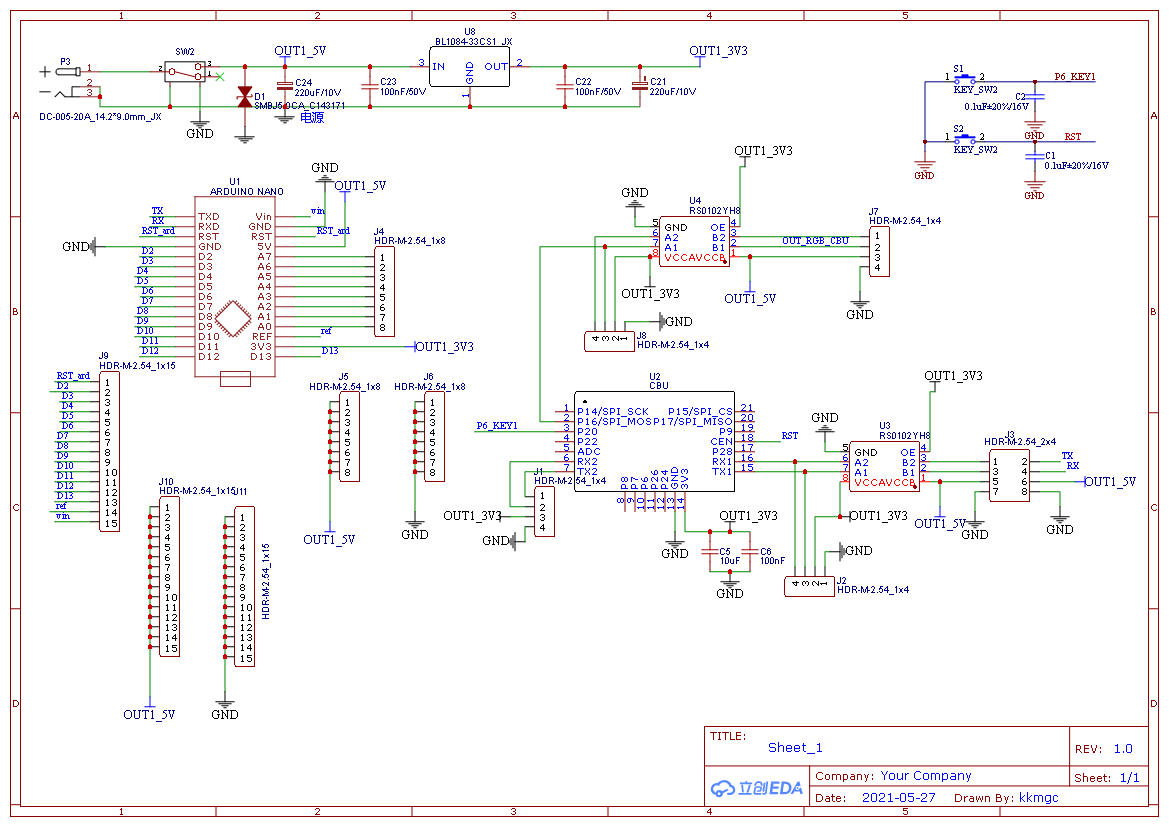 1 2 3 4 5
A
B
C
D
P3
1
2
3
DC-005-20A_14.2*9.0mm_JX
SW2
2
3
1
GND
D1
SMBJ5.0CA_C143171
OUT1_5V
C24
220uF/10V
电源
C23
100nF/50V
U8
BL1084-33CS1_JX
3 IN OUT 2
GND
1
C22
100nF/50V
C21
220uF/10V
OUT1_3V3
S1
1 2
KEY_SW2
P6_KEY1
C2
0.1uF±20%/16V
GND
S2
1 2
KEY_SW2
RST
C1
0.1uF±20%/16V
GND
GND
U1
ARDUINO NANO
GND
OUT1_5V
TX TXD Vin vin
RX RXD GND
RST_ard RST RST RST_ard
GND GND 5V
D2 D2 A7
D3 D3 A6
D4 D4 A5
D5 D5 A4
D6 D6 A3
D7 D7 A2
D8 D8 A1
D9 D9 A0
D10 D10 REF ref
D11 D11 3V3 OUT1_3V3
D12 D12 D13 D13
J4
HDR-M-2.54_1x8
1
2
3
4
5
6
7
8
U4
RS0102YH8
GND
OUT1_3V3
5 GND OE 4
6 A2 B2 3
7 A1 B1 2
8 VCCA VCCB 1
OUT1_3V3
OUT1_5V
OUT_RGB_CBU
J7
HDR-M-2.54_1x4
1
2
3
4
GND
J8
HDR-M-2.54_1x4
4 3 2 1
GND
J9
HDR-M-2.54_1x15
RST_ard 1
D2 2
D3 3
D4 4
D5 5
D6 6
D7 7
D8 8
D9 9
D10 10
D11 11
D12 12
D13 13
ref 14
vin 15
J5
HDR-M-2.54_1x8
1
2
3
4
5
6
7
8
OUT1_5V
J6
HDR-M-2.54_1x8
1
2
3
4
5
6
7
8
GND
J10
HDR-M-2.54_1x15
1
2
3
4
5
6
7
8
9
10
11
12
13
14
15
OUT1_5V
J11
HDR-M-2.54_1x15
1
2
3
4
5
6
7
8
9
10
11
12
13
14
15
GND
U2
CBU
1 P14/SPI_SCK P15/SPI_CS 21
2 P16/SPI_MOS P17/SPI_MISO 20
P6_KEY1 3 P20 P9 19
4 P22 CEN 18 RST
5 ADC P28 17
6 RX2 RX1 16
7 TX2 TX1 15
P8 P7 P6 P26 P24 GND 3V3
8 9 10 11 12 13 14
J1
HDR-M-2.54_1x4
1
2
3
4
OUT1_3V3
GND
GND
OUT1_3V3
C5
10uF
C6
100nF
GND
U3
RS0102YH8
GND
OUT1_3V3
5 GND OE 4
6 A2 B2 3
7 A1 B1 2
8 VCCA VCCB 1
OUT1_3V3
OUT1_5V
J2
HDR-M-2.54_1x4
4 3 2 1
GND
J3
HDR-M-2.54_2x4
1 2 TX
3 4 RX
5 6 OUT1_5V
7 8
GND
GND
TITLE:
Sheet_1
REV: 1.0
立创EDA
Company: Your Company
Sheet: 1/1
Date: 2021-05-27 Drawn By: kkmgc
A
B
C
D
1 2 3 4 5